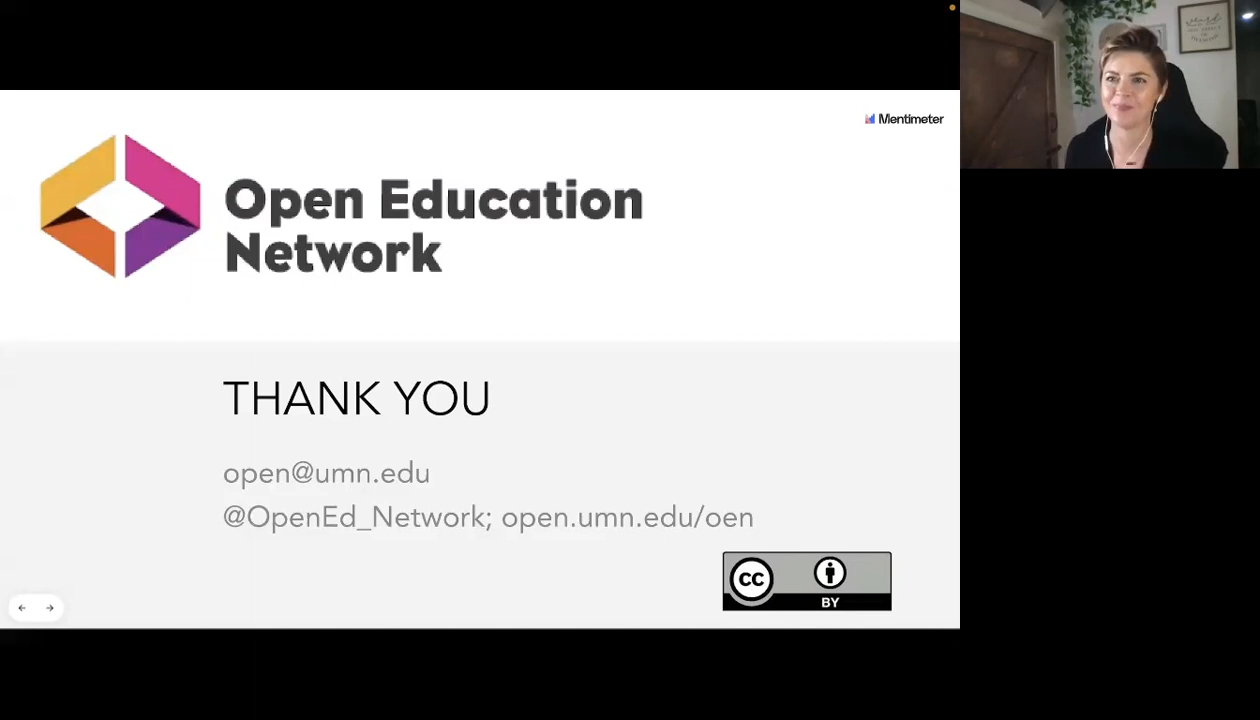 Mentimeter
Open Education
Network
THANK YOU
open@umn.edu
@OpenEd_Network; open.umn.edu/oen
CC
BY